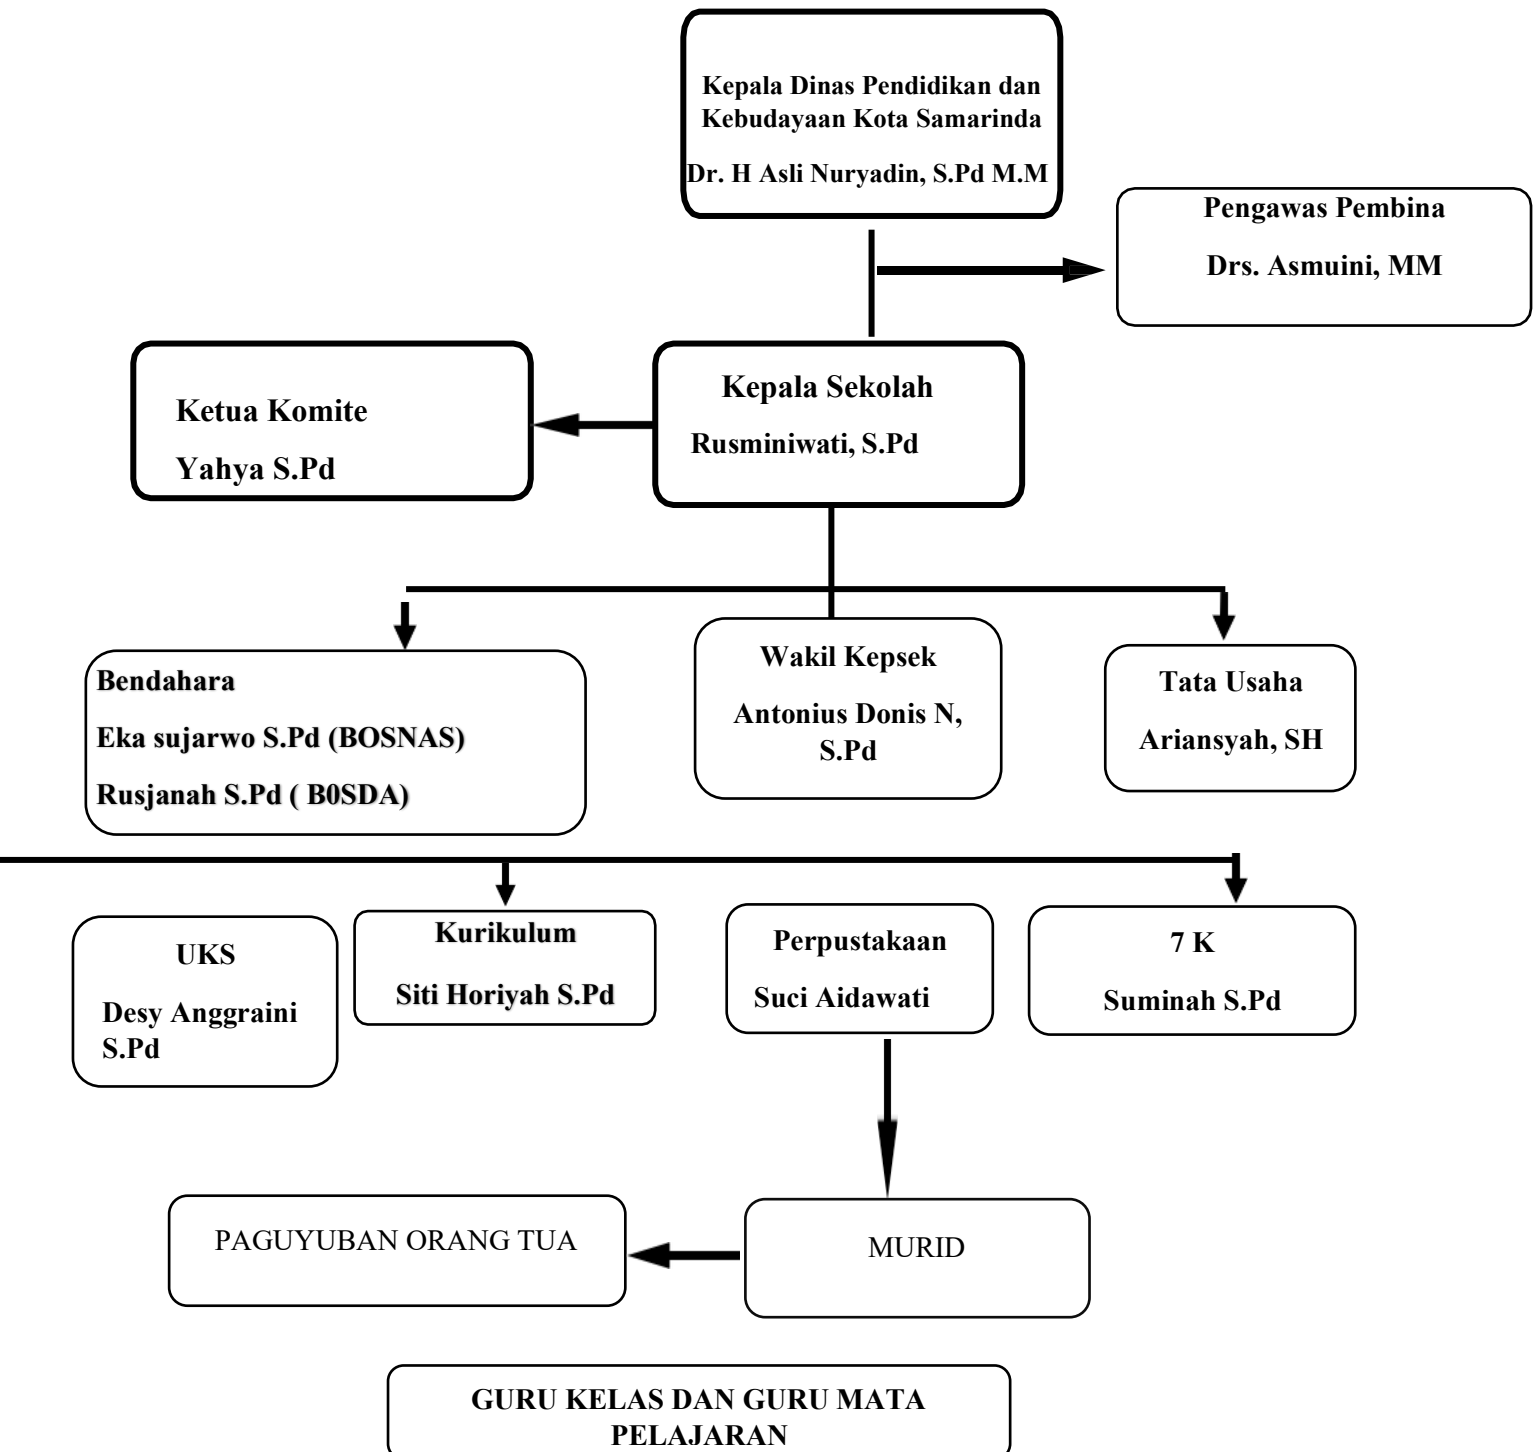 Kepala Dinas Pendidikan dan
Kebudayaan Kota Samarinda
Dr. H Asli Nuryadin, S.Pd M.M
Pengawas Pembina
Drs. Asmuini, MM
Ketua Komite
Yahya S.Pd
Kepala Sekolah
Rusminiwati, S.Pd
Bendahara
Eka sujarwo S.Pd (BOSNAS)
Rusjanah S.Pd ( B0SDA)
Wakil Kepsek
Antonius Donis N,
S.Pd
Tata Usaha
Ariansyah, SH
UKS
Desy Anggraini
S.Pd
Kurikulum
Siti Horiyah S.Pd
Perpustakaan
Suci Aidawati
7 K
Suminah S.Pd
PAGUYUBAN ORANG TUA
MURID
GURU KELAS DAN GURU MATA
PELAJARAN